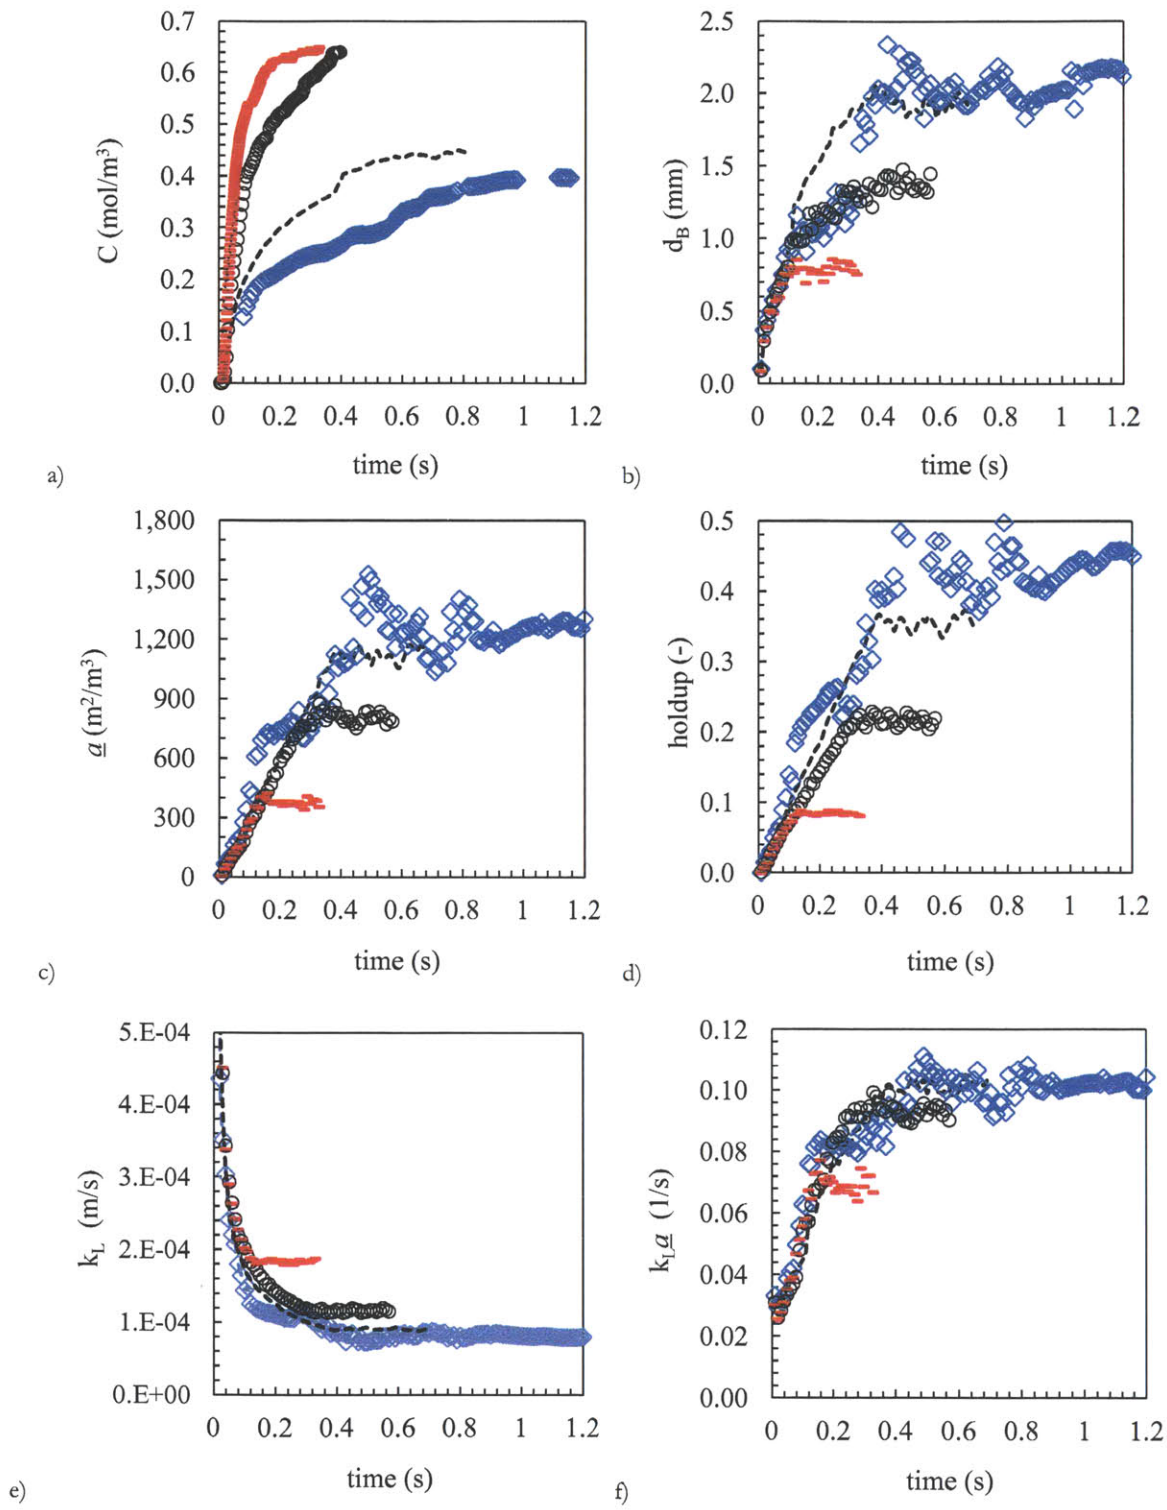 0.7
0.6
0.5
0.4
0.3
0.2
0.1
0.0
C (mol/m³)
0 0.2 0.4 0.6 0.8 1 1.2
time (s)
a)
2.5
2.0
1.5
1.0
0.5
0.0
d_B (mm)
0 0.2 0.4 0.6 0.8 1 1.2
time (s)
b)
1,800
1,500
1,200
900
600
300
0
a (m²/m³)
0 0.2 0.4 0.6 0.8 1 1.2
time (s)
c)
0.5
0.4
0.3
0.2
0.1
0.0
holdup (-)
0 0.2 0.4 0.6 0.8 1 1.2
time (s)
d)
5.E-04
4.E-04
3.E-04
2.E-04
1.E-04
0.E+00
k_L (m/s)
0 0.2 0.4 0.6 0.8 1 1.2
time (s)
e)
0.12
0.10
0.08
0.06
0.04
0.02
0.00
k_L a (1/s)
0 0.2 0.4 0.6 0.8 1 1.2
time (s)
f)